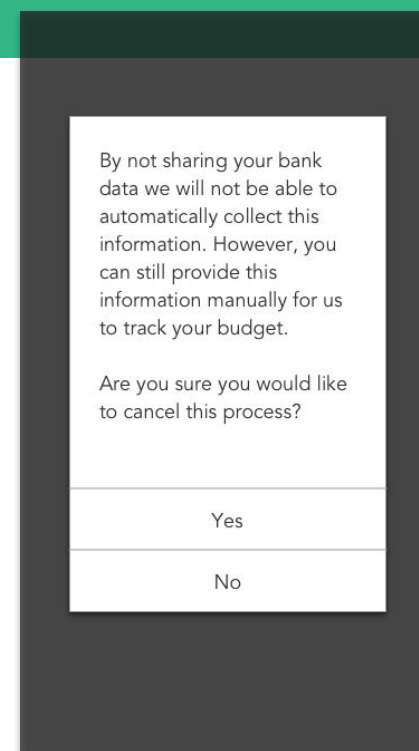 By not sharing your bank
data we will not be able to
automatically collect this
information. However, you
can still provide this
information manually for us
to track your budget.
Are you sure you would like
to cancel this process?
Yes
No